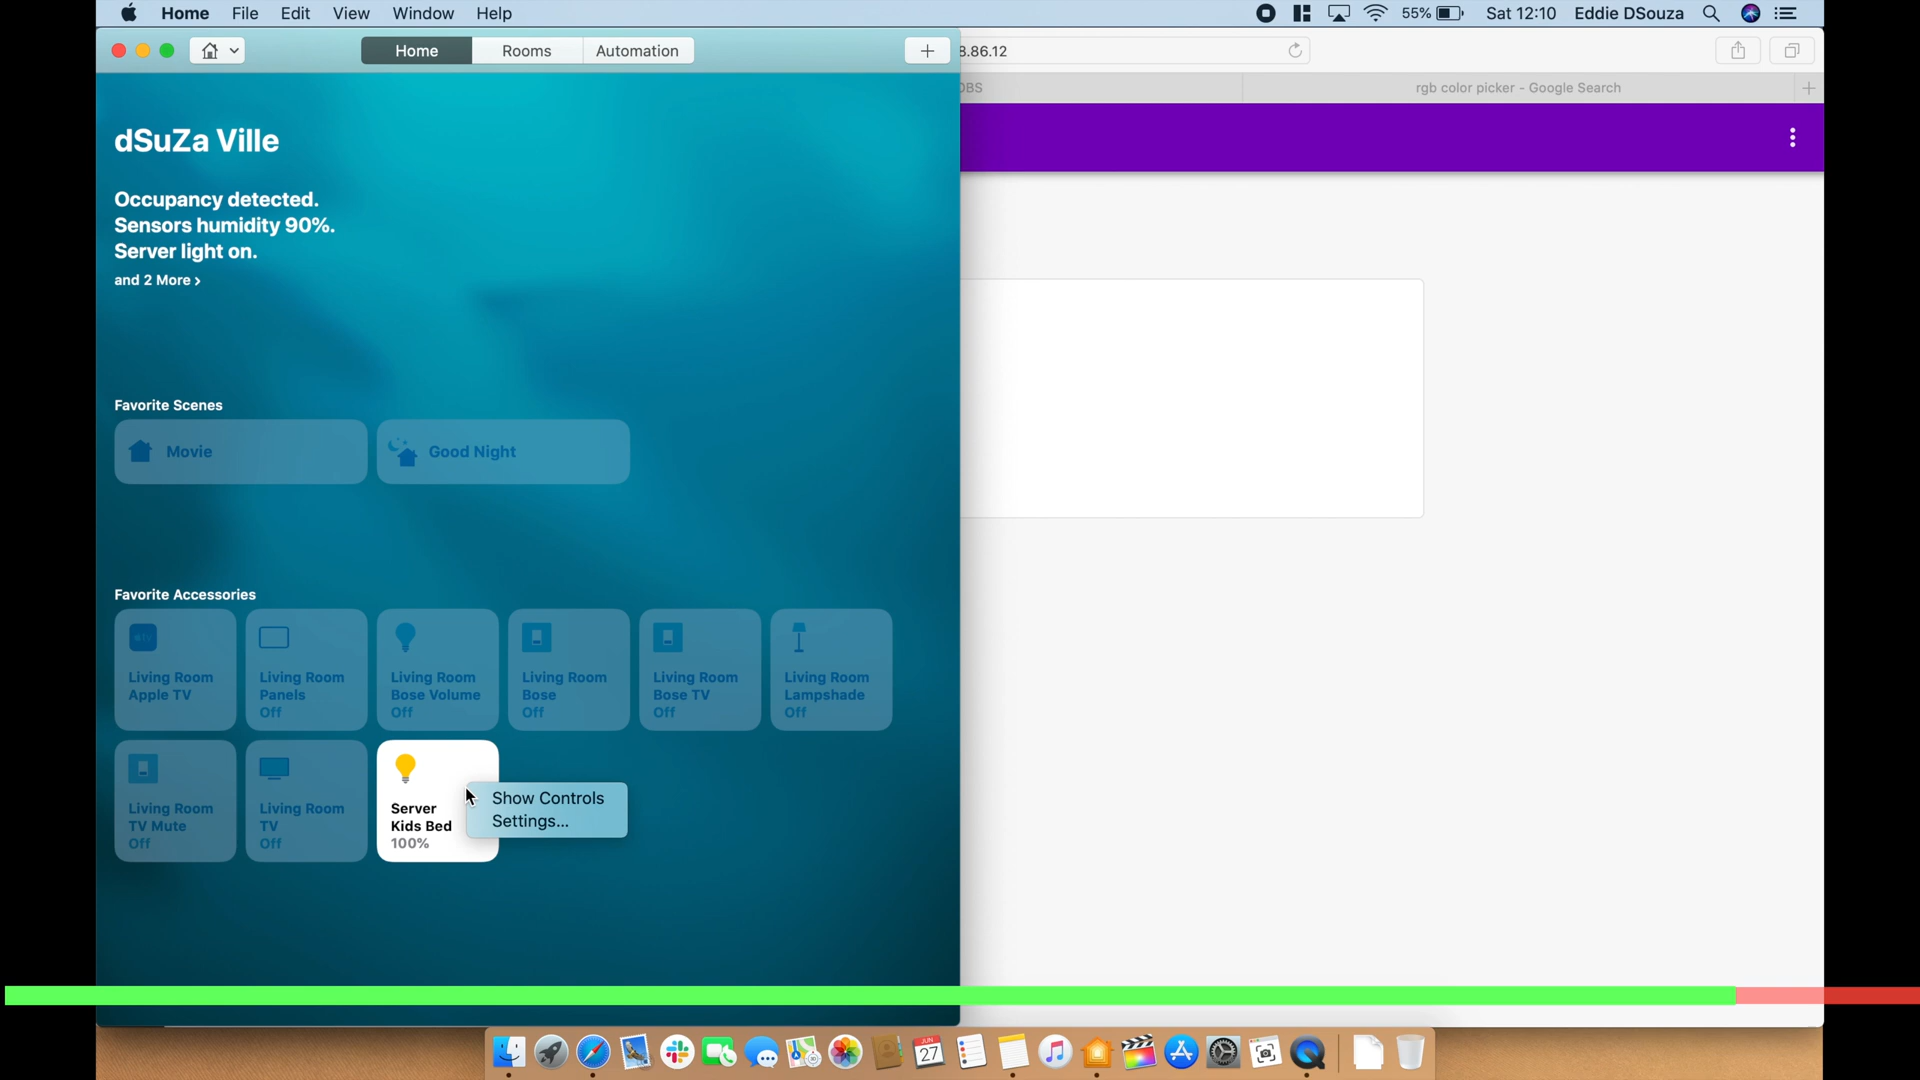 Home File Edit View Window Help 55% Sat 12:10 Eddie DSouza
Home Rooms Automation
8.86.12
rgb color picker - Google Search
dSuZa Ville
Occupancy detected.
Sensors humidity 90%.
Server light on.
and 2 More >
Favorite Scenes
Movie
Good Night
Favorite Accessories
Living Room
Apple TV
Living Room
Panels
Off
Living Room
Bose Volume
Off
Living Room
Bose
Off
Living Room
Bose TV
Off
Living Room
Lampshade
Off
Living Room
TV Mute
Off
Living Room
TV
Off
Server
Kids Bed
100%
Show Controls
Settings...
JUN
27